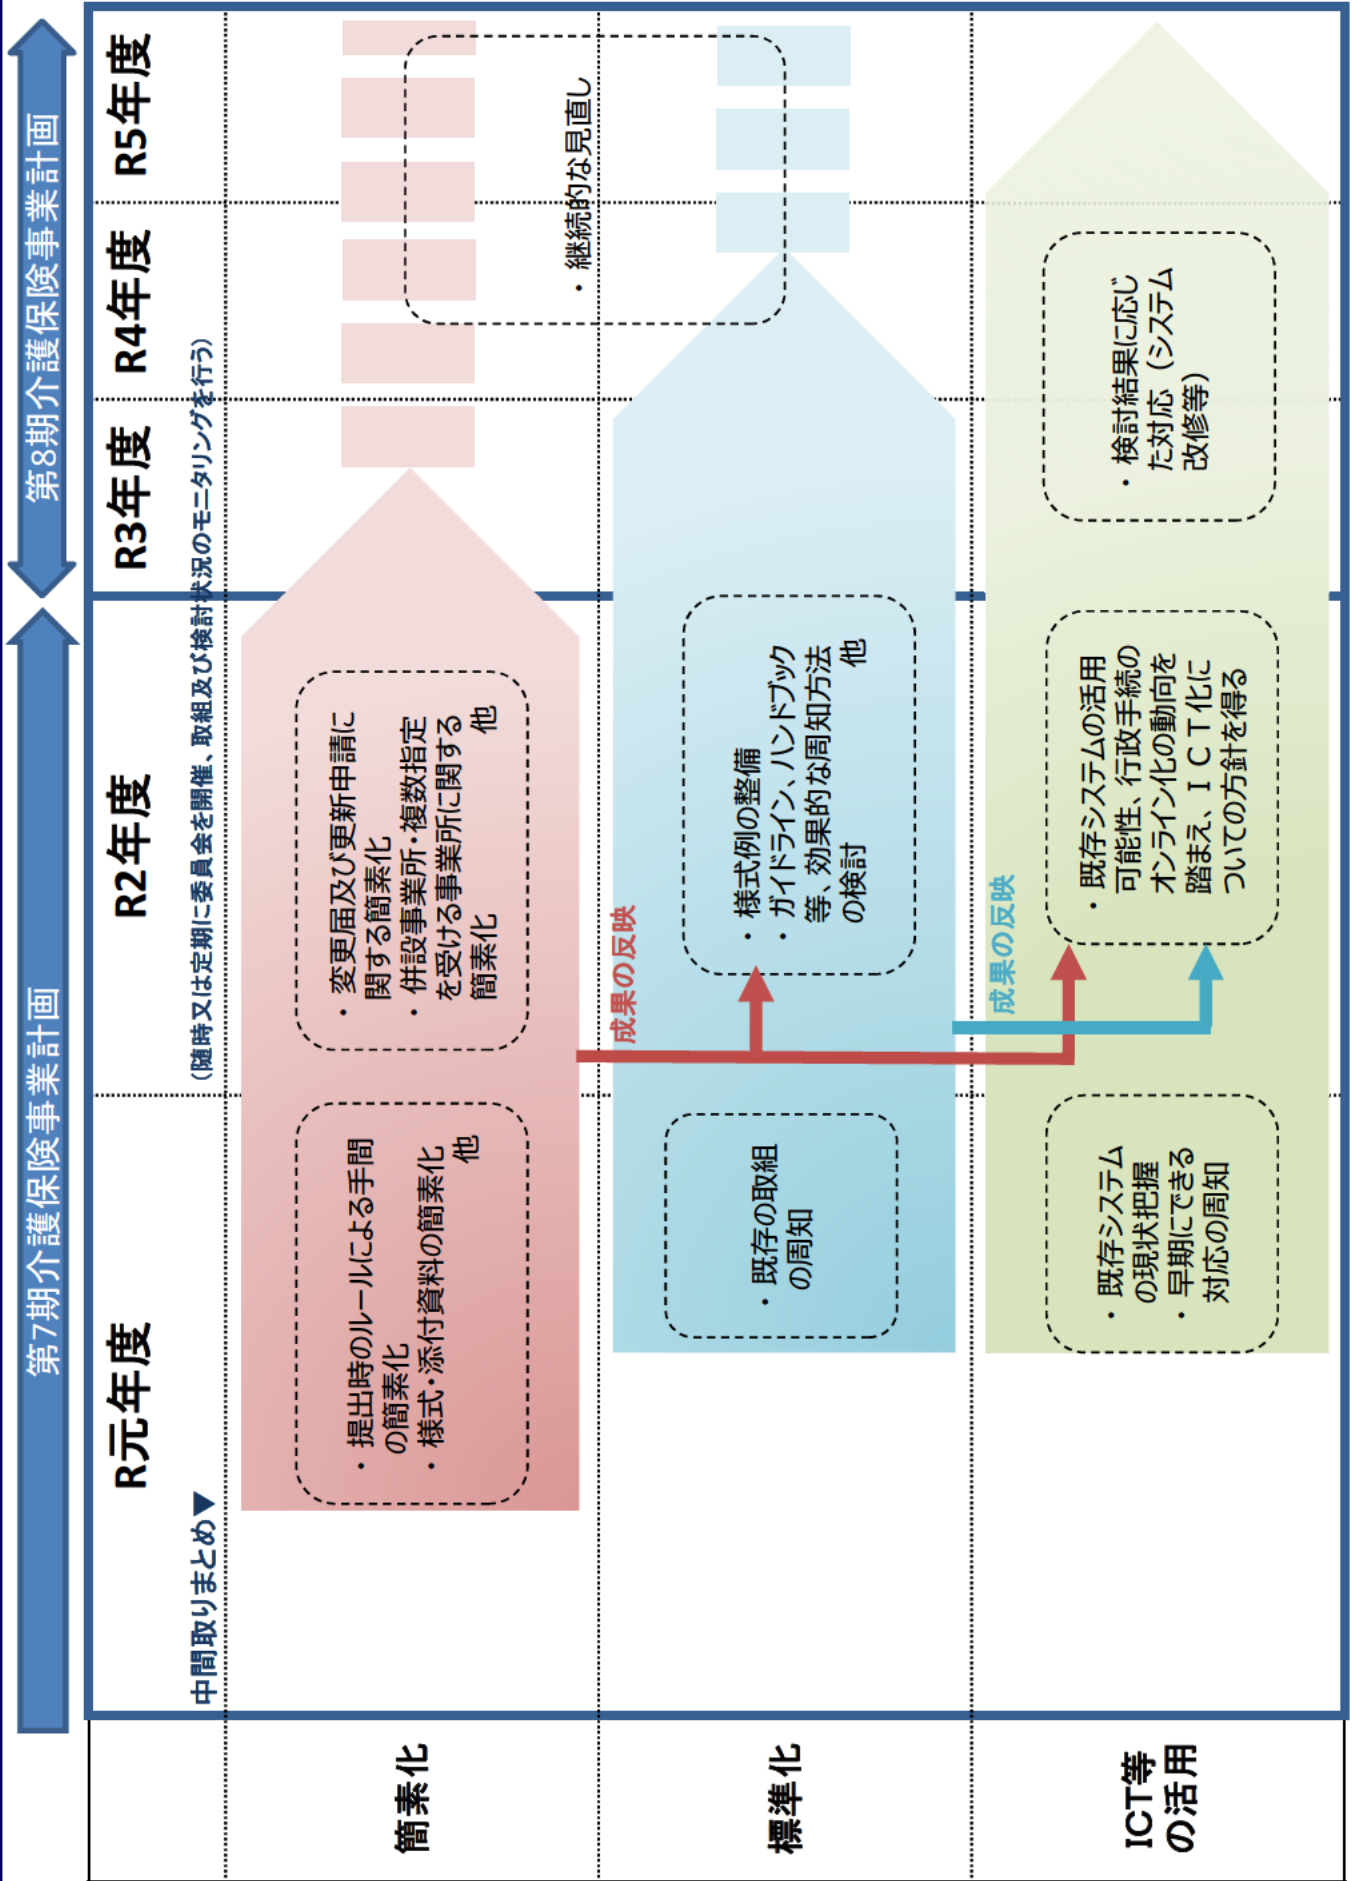 第7期介護保険事業計画
第8期介護保険事業計画
R元年度
R2年度
R3年度
R4年度
R5年度
中間取りまとめ▼
（随時又は定期に委員会を開催、取組及び検討状況のモニタリングを行う）
簡素化
・提出時のルールによる手間
の簡素化
・様式・添付資料の簡素化
他
・変更届及び更新申請に
関する簡素化
・併設事業所・複数指定
を受ける事業所に関する
簡素化 他
・継続的な見直し
成果の反映
標準化
・既存の取組
の周知
・様式例の整備
・ガイドライン、ハンドブック
等、効果的な周知方法
の検討 他
成果の反映
ICT等
の活用
・既存システム
の現状把握
・早期にできる
対応の周知
・既存システムの活用
可能性、行政手続の
オンライン化の動向を
踏まえ、ＩＣＴ化に
ついての方針を得る
・検討結果に応じ
た対応（システム
改修等）